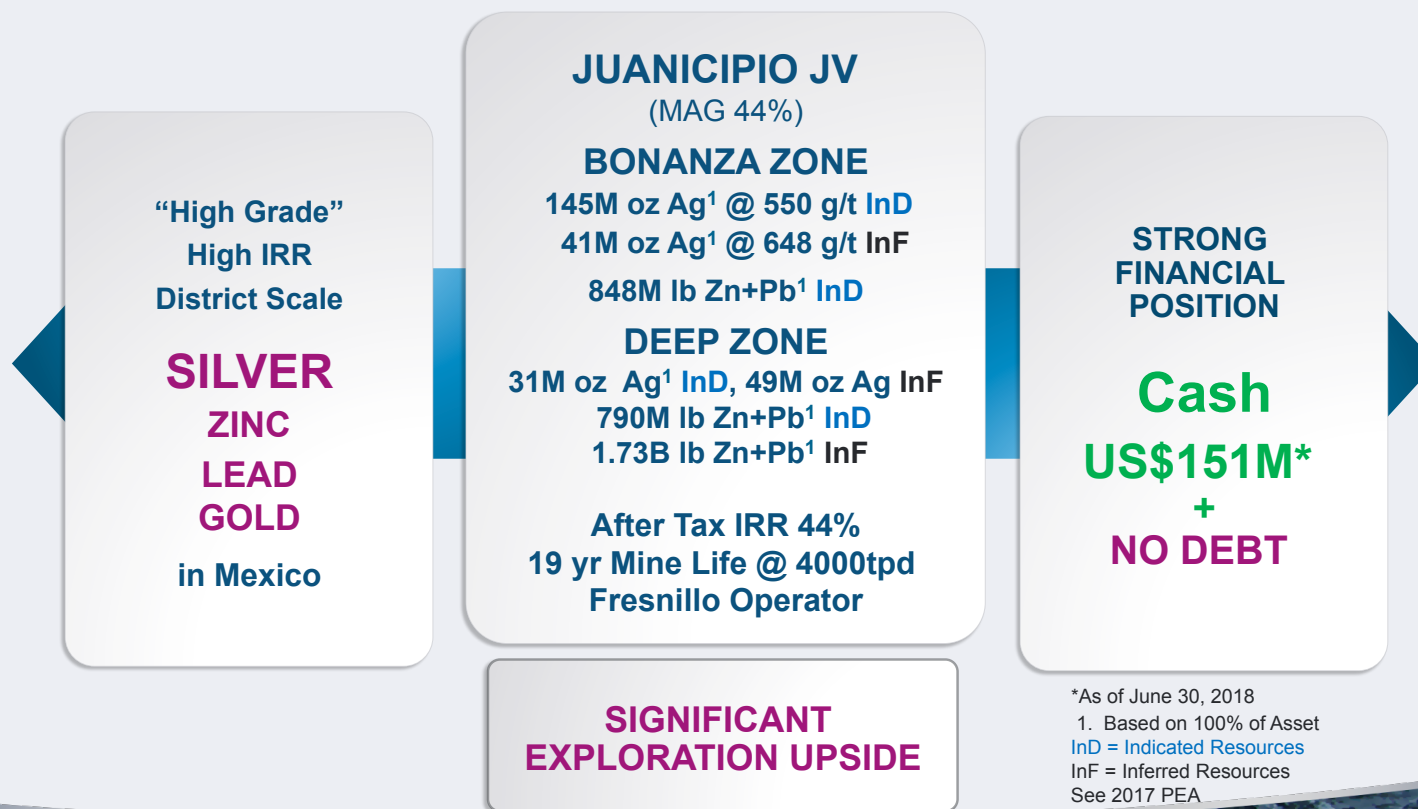 “High Grade”
High IRR
District Scale
SILVER
ZINC
LEAD
GOLD
in Mexico
JUANICIPIO JV
(MAG 44%)
BONANZA ZONE
145M oz Ag¹ @ 550 g/t InD
41M oz Ag¹ @ 648 g/t InF
848M lb Zn+Pb¹ InD
DEEP ZONE
31M oz Ag¹ InD, 49M oz Ag InF
790M lb Zn+Pb¹ InD
1.73B lb Zn+Pb¹ InF
After Tax IRR 44%
19 yr Mine Life @ 4000tpd
Fresnillo Operator
SIGNIFICANT
EXPLORATION UPSIDE
STRONG
FINANCIAL
POSITION
Cash
US$151M*
+
NO DEBT
*As of June 30, 2018
1. Based on 100% of Asset
InD = Indicated Resources
InF = Inferred Resources
See 2017 PEA